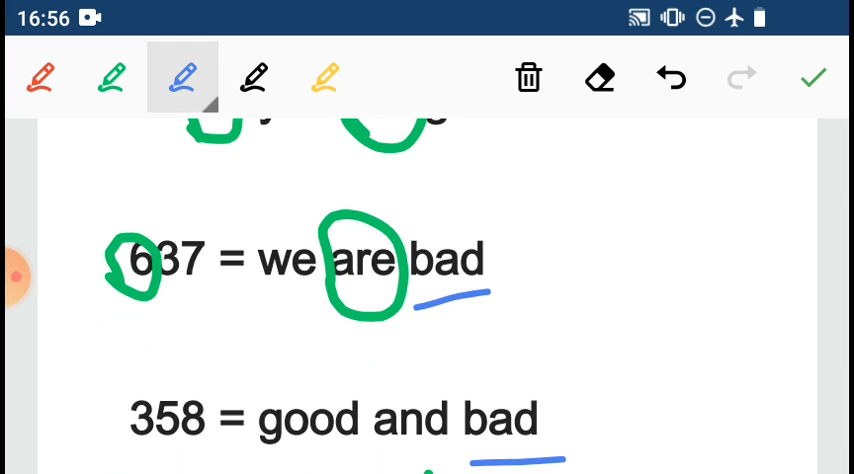 16:56
637 = we are bad
358 = good and bad